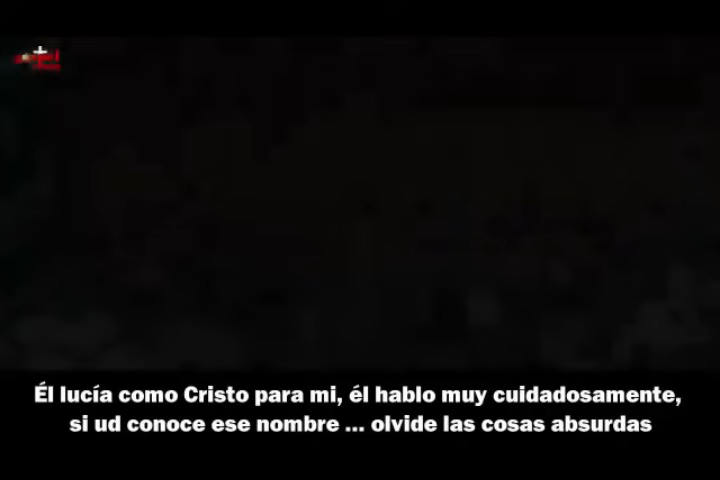 Él lucía como Cristo para mi, él hablo muy cuidadosamente,
si ud conoce ese nombre ... olvide las cosas absurdas